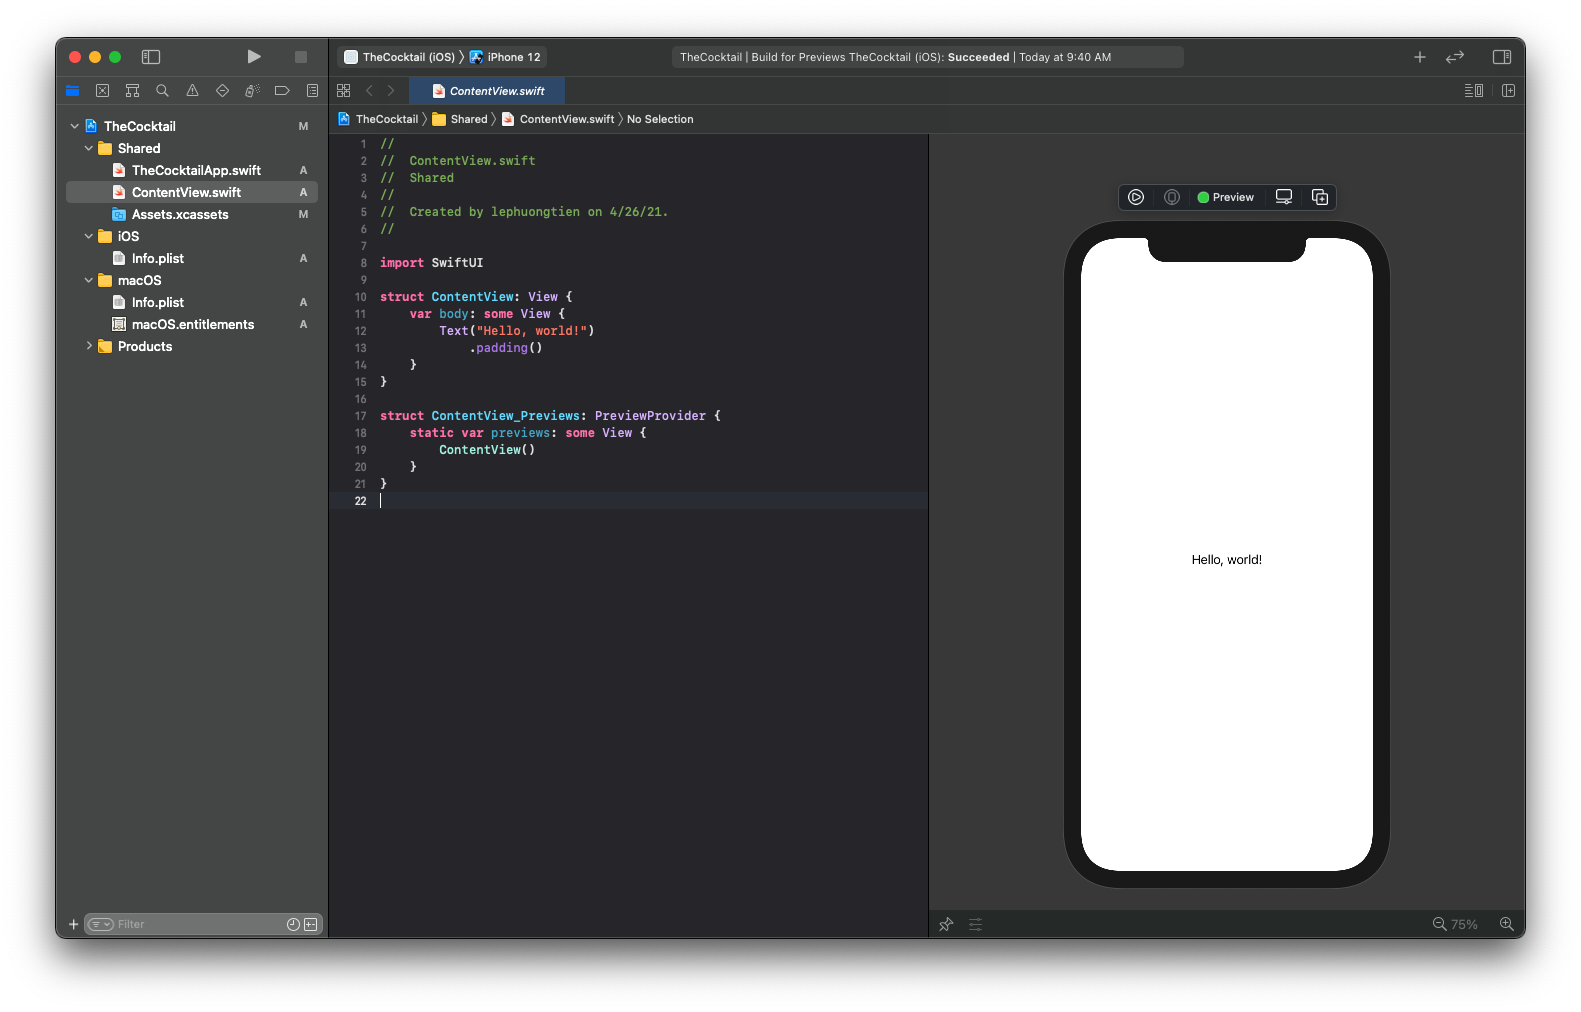 TheCocktail (iOS) iPhone 12
TheCocktail | Build for Previews TheCocktail (iOS): Succeeded | Today at 9:40 AM
ContentView.swift
TheCocktail Shared ContentView.swift No Selection
TheCocktail M
Shared
TheCocktailApp.swift A
ContentView.swift A
Assets.xcassets M
iOS
Info.plist A
macOS
Info.plist A
macOS.entitlements A
Products
Filter
1 //
2 //  ContentView.swift
3 //  Shared
4 //
5 //  Created by lephuongtien on 4/26/21.
6 //
7
8 import SwiftUI
9
10 struct ContentView: View {
11     var body: some View {
12         Text("Hello, world!")
13             .padding()
14     }
15 }
16
17 struct ContentView_Previews: PreviewProvider {
18     static var previews: some View {
19         ContentView()
20     }
21 }
22
Preview
Hello, world!
75%